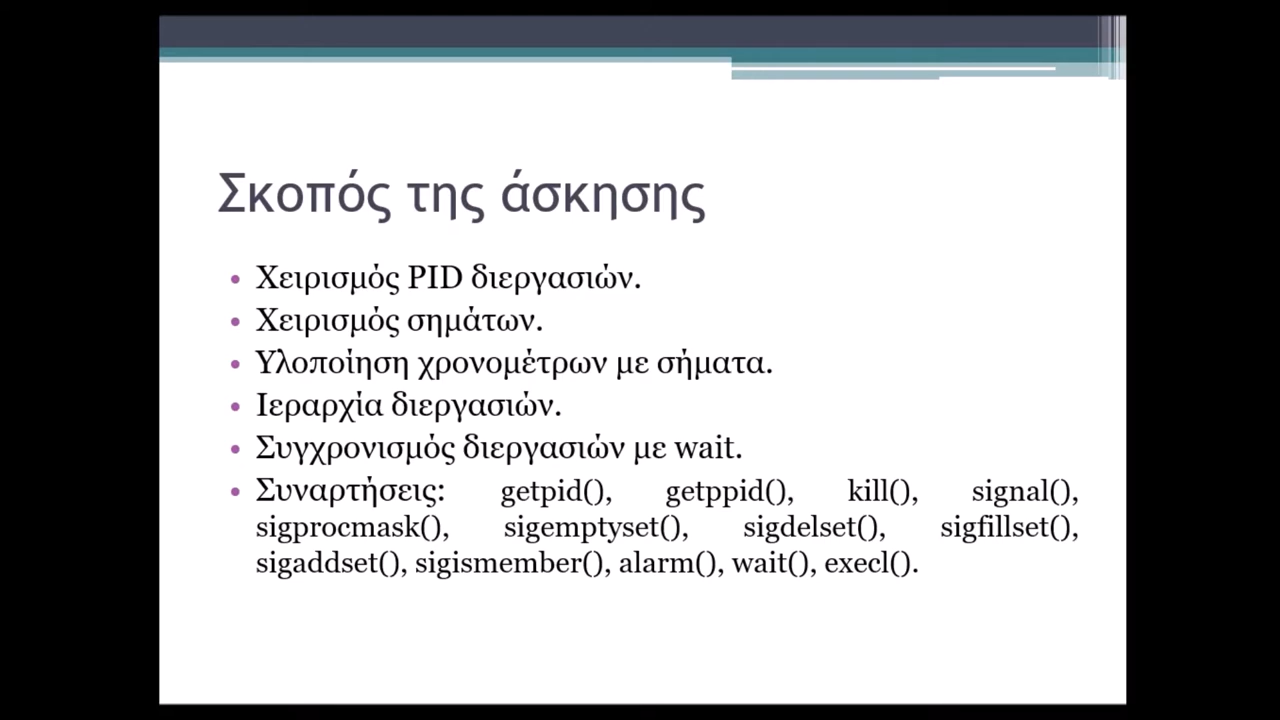 Σκοπός της άσκησης
• Χειρισμός PID διεργασιών.
• Χειρισμός σημάτων.
• Υλοποίηση χρονομέτρων με σήματα.
• Ιεραρχία διεργασιών.
• Συγχρονισμός διεργασιών με wait.
• Συναρτήσεις: getpid(), getppid(), kill(), signal(),
sigprocmask(), sigemptyset(), sigdelset(), sigfillset(),
sigaddset(), sigismember(), alarm(), wait(), execl().